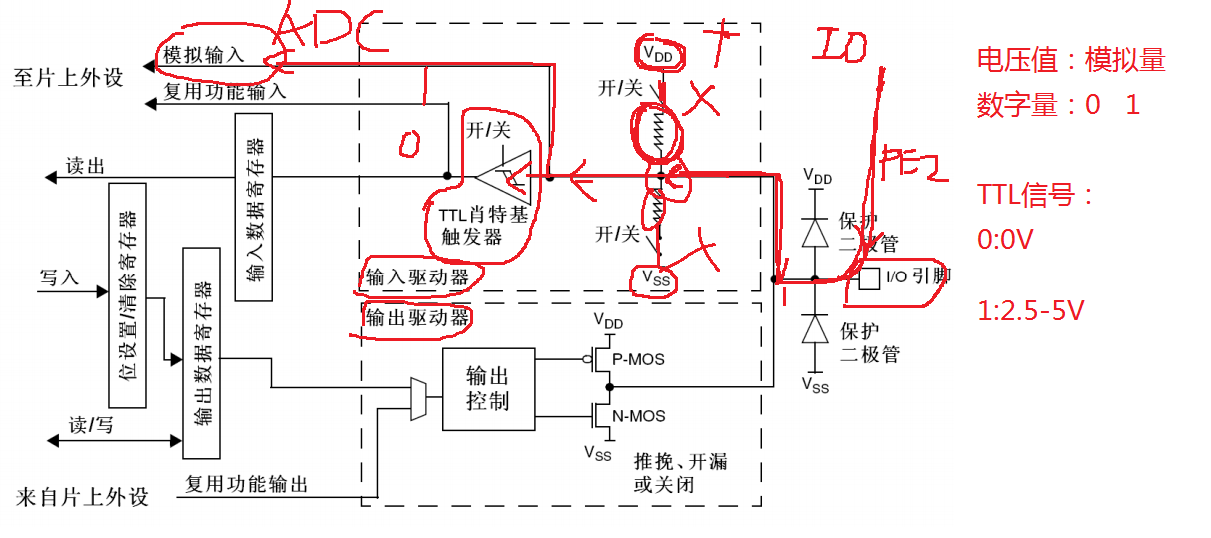 ADC
模拟输入
至片上外设
复用功能输入
1
0
读出
输入数据寄存器
开/关
TTL肖特基
触发器
输入驱动器
VDD
+
开/关
X
开/关
X
VSS
IO
PE2
VDD
保护
二极管
I/O 引脚
保护
二极管
VSS
写入
位设置/清除寄存器
输出数据寄存器
读/写
来自片上外设
复用功能输出
输出驱动器
输出
控制
VDD
P-MOS
N-MOS
VSS
推挽、开漏
或关闭
电压值：模拟量
数字量：0 1
TTL信号：
0:0V
1:2.5-5V